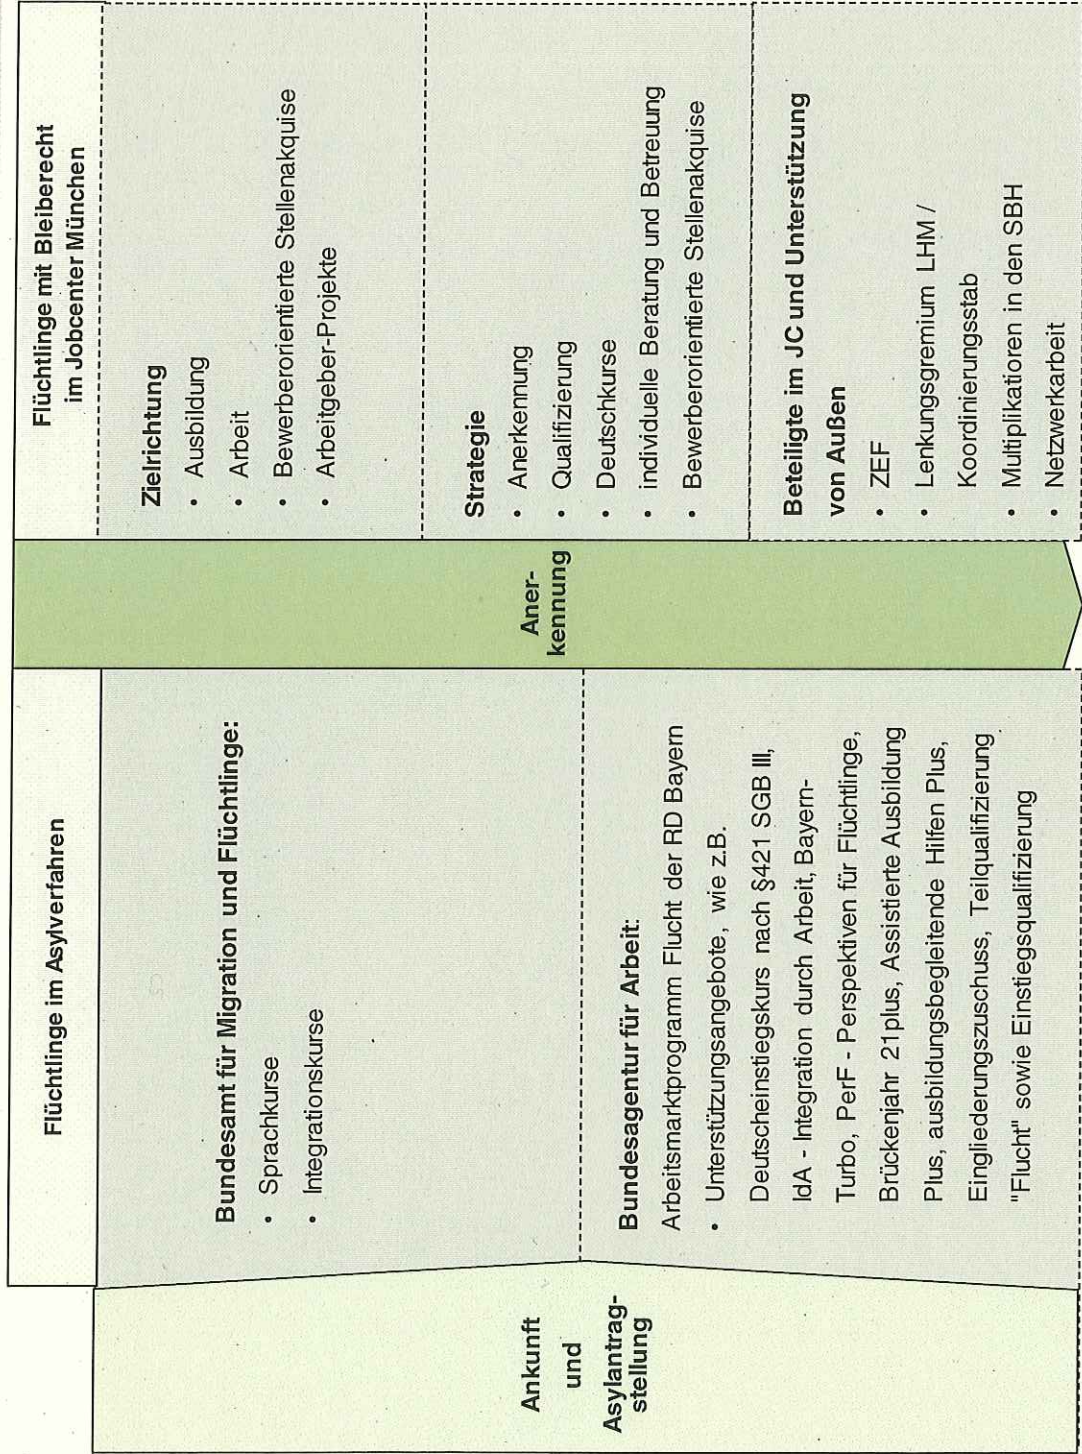 Flüchtlinge im Asylverfahren
Flüchtlinge mit Bleiberecht
im Jobcenter München
Ankunft
und
Asylantrag-
stellung
Bundesamt für Migration und Flüchtlinge:
• Sprachkurse
• Integrationskurse
Bundesagentur für Arbeit:
Arbeitsmarktprogramm Flucht der RD Bayern
• Unterstützungsangebote, wie z.B.
Deutscheinstiegskurs nach §421 SGB III,
IdA - Integration durch Arbeit, Bayern-
Turbo, PerF - Perspektiven für Flüchtlinge,
Brückenjahr 21plus, Assistierte Ausbildung
Plus, ausbildungsbegleitende Hilfen Plus,
Eingliederungszuschuss, Teilqualifizierung
"Flucht" sowie Einstiegsqualifizierung
Aner-
kennung
Zielrichtung
• Ausbildung
• Arbeit
• Bewerberorientierte Stellenakquise
• Arbeitgeber-Projekte
Strategie
• Anerkennung
• Qualifizierung
• Deutschkurse
• individuelle Beratung und Betreuung
• Bewerberorientierte Stellenakquise
Beteiligte im JC und Unterstützung
von Außen
• ZEF
• Lenkungsgremium LHM /
Koordinierungsstab
• Multiplikatoren in den SBH
• Netzwerkarbeit